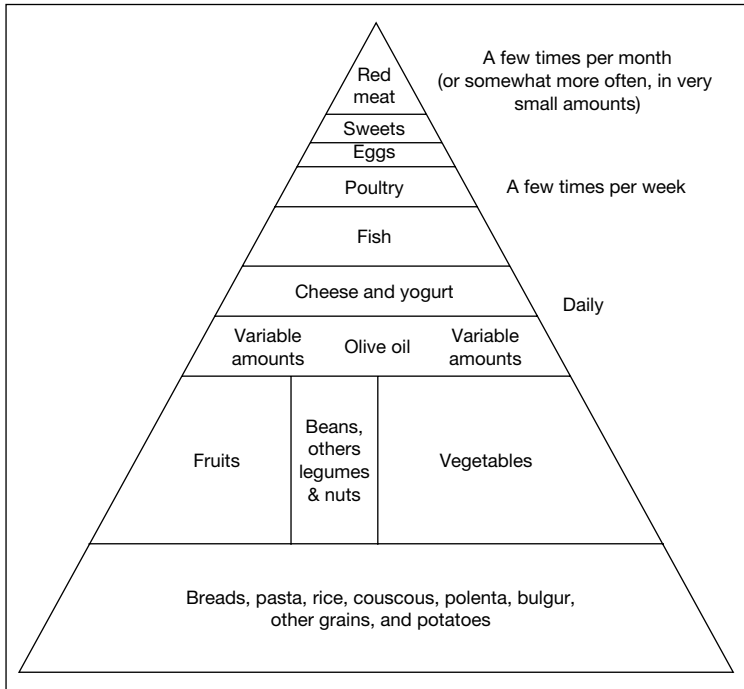 Red
meat
A few times per month
(or somewhat more often, in very
small amounts)
Sweets
Eggs
Poultry
A few times per week
Fish
Cheese and yogurt
Daily
Variable
amounts
Olive oil
Variable
amounts
Fruits
Beans,
others
legumes
& nuts
Vegetables
Breads, pasta, rice, couscous, polenta, bulgur,
other grains, and potatoes